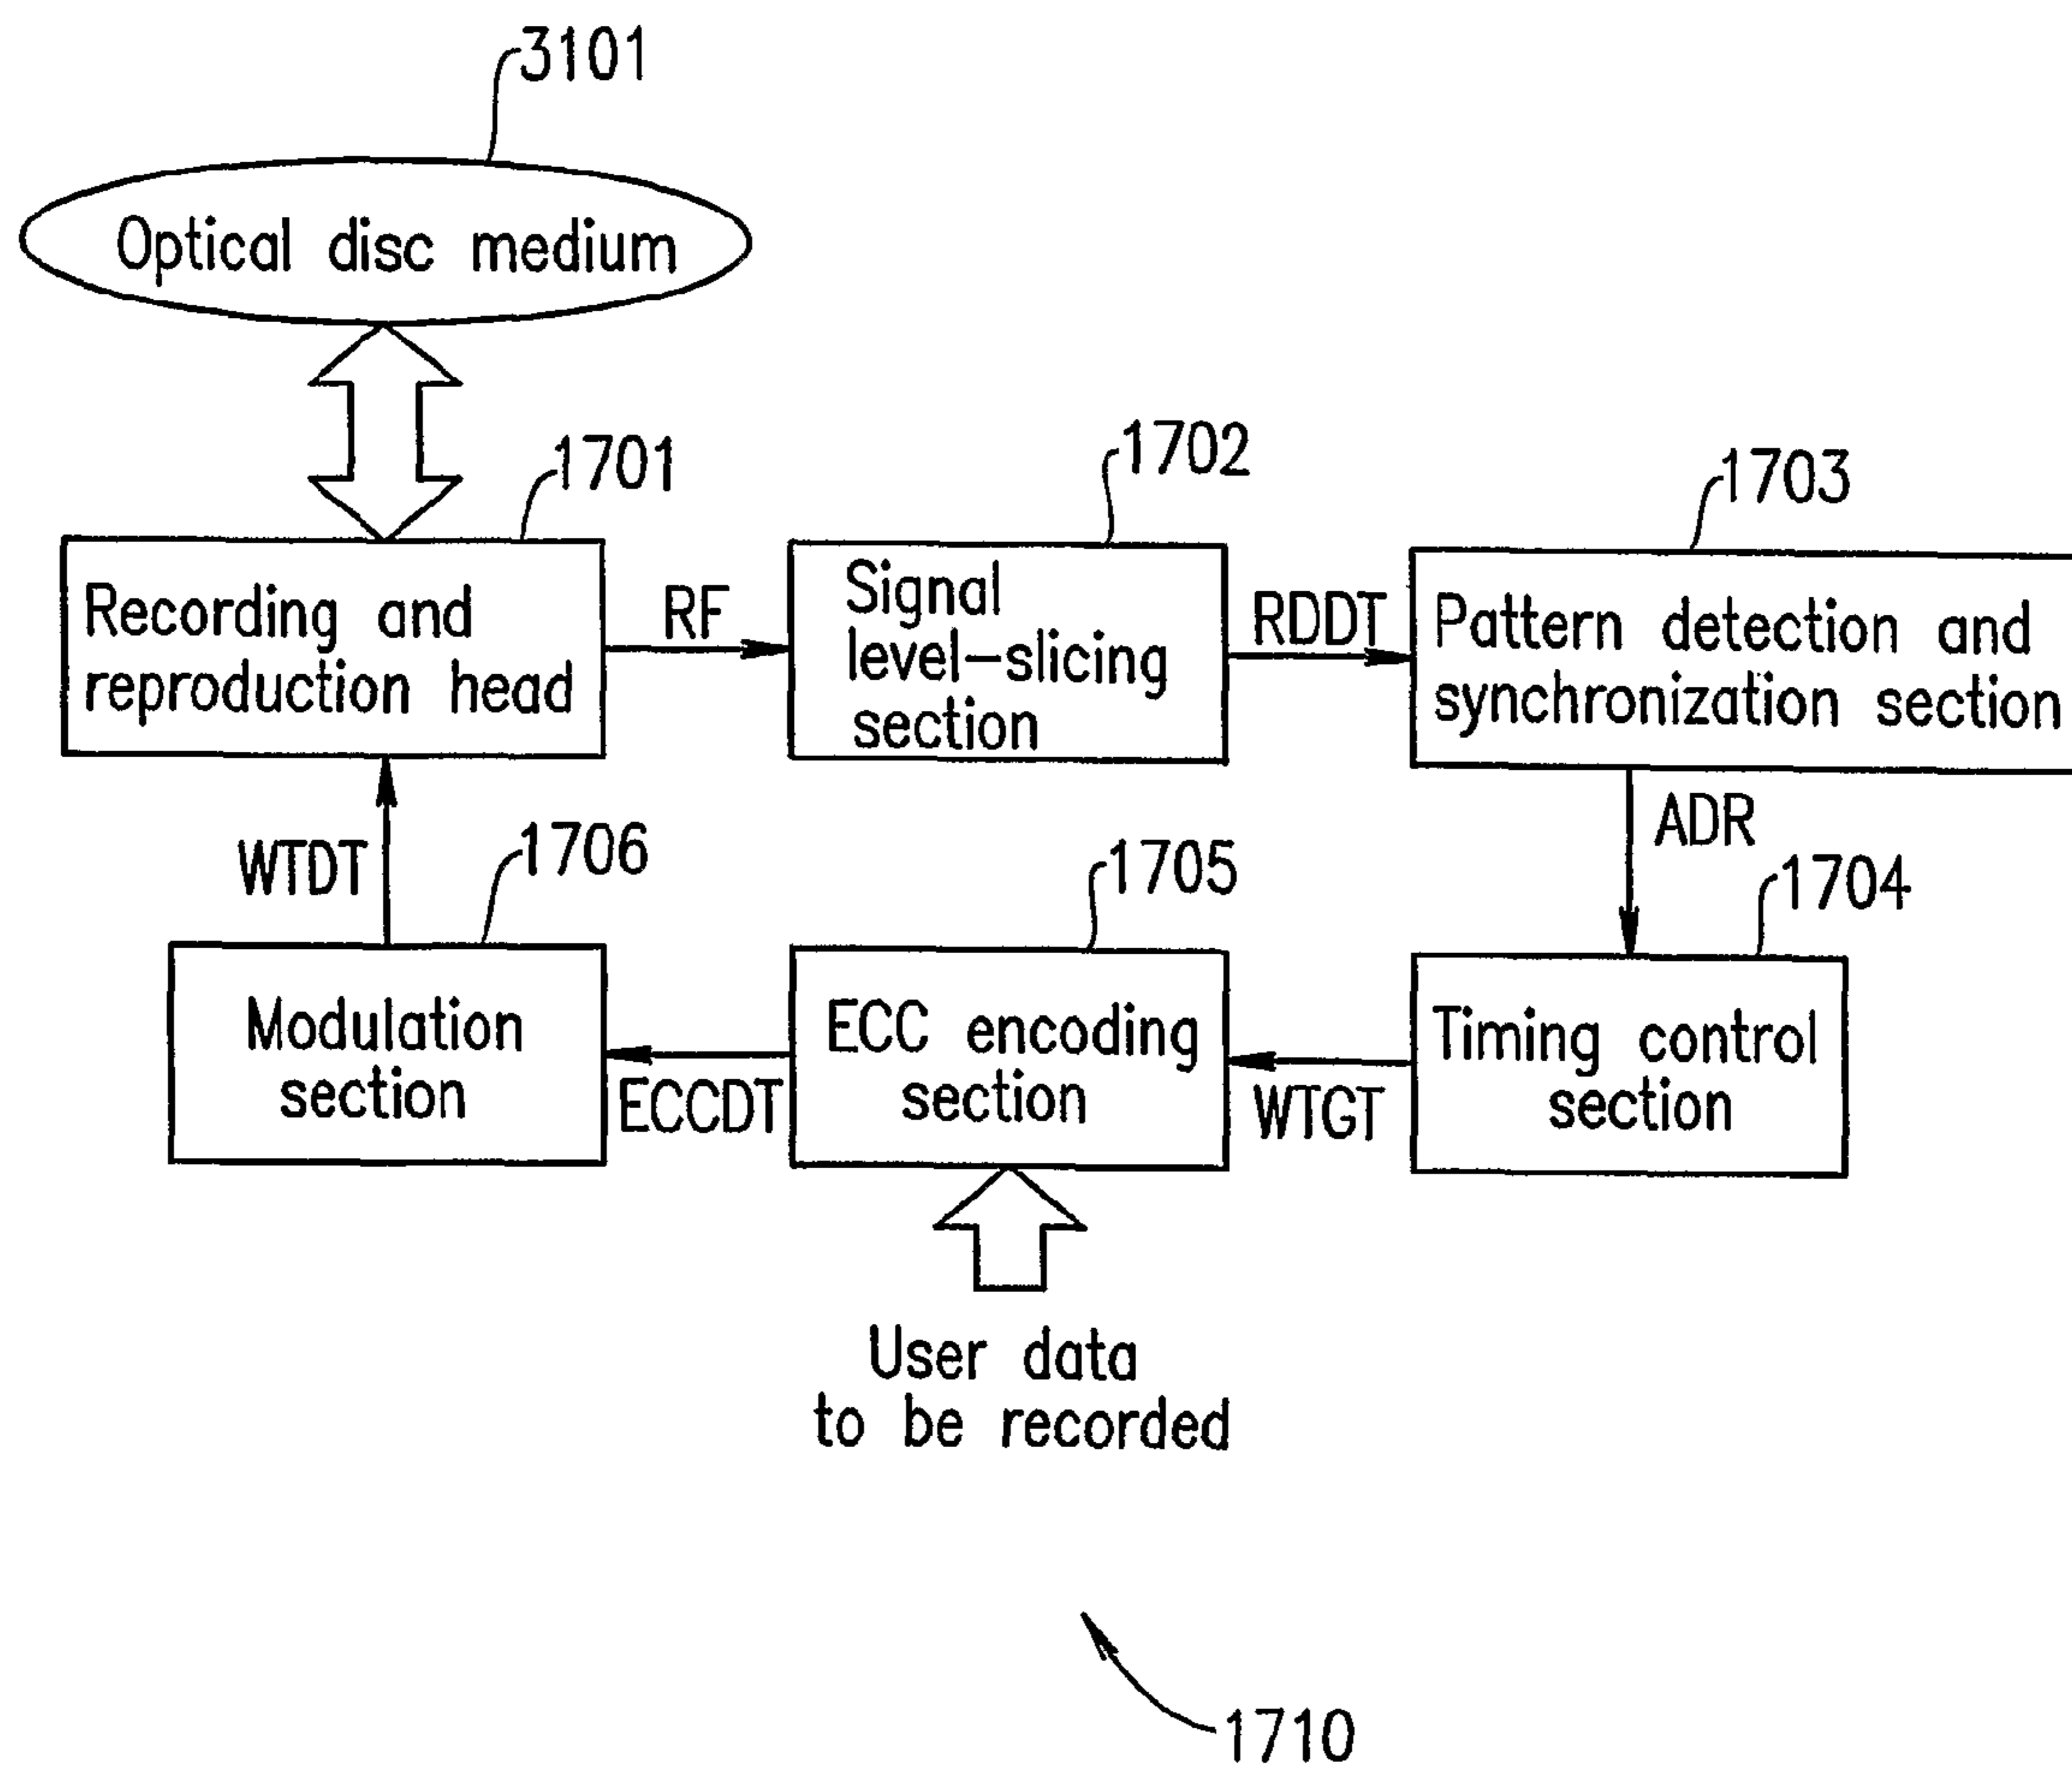 3101
Optical disc medium
1701
1702
1703
Recording and
reproduction head
RF
Signal
level-slicing
section
RDDT
Pattern detection and
synchronization section
WTDT
1706
1705
ADR
1704
Modulation
section
ECCDT
ECC encoding
section
WTGT
Timing control
section
User data
to be recorded
1710